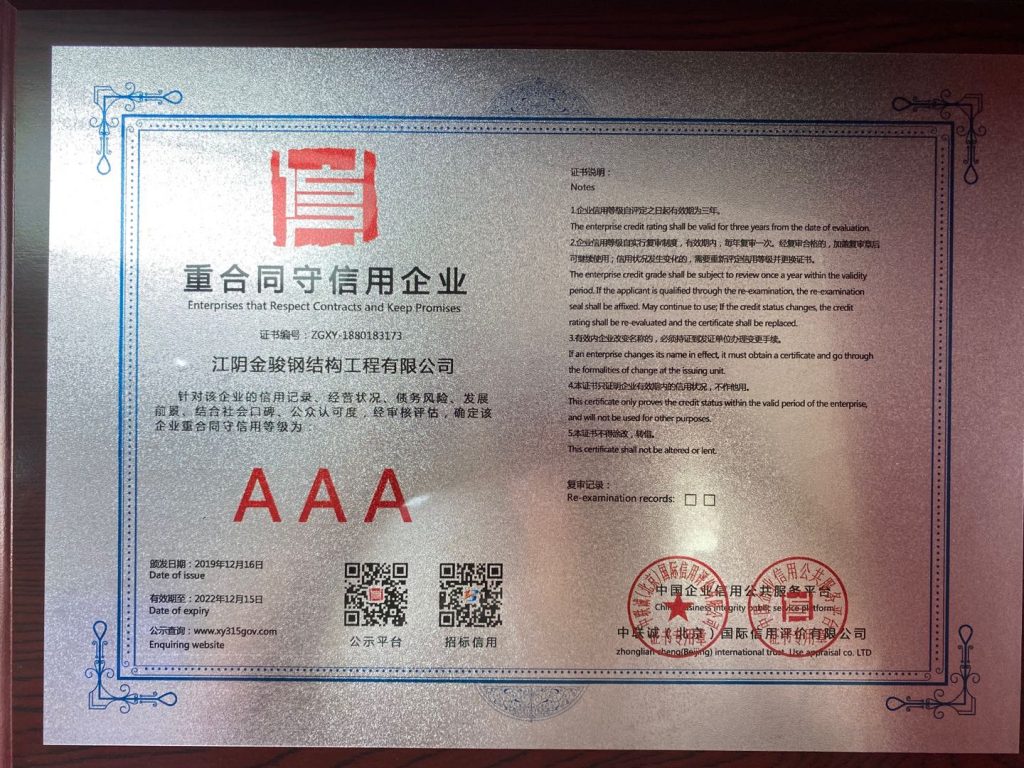 信
重合同守信用企业
Enterprises that Respect Contracts and Keep Promises
证书编号：ZGXY-1880183173
江阴金骏钢结构工程有限公司
针对该企业的信用记录、经营状况、债务风险、发展
前景、结合社会口碑、公众认可度，经审核评估，确定该
企业重合同守信用等级为：
AAA
颁发日期：2019年12月16日
Date of issue
有效期至：2022年12月15日
Date of expiry
公示查询：www.xy315gov.com
Enquiring website
公示平台
招标信用
证书说明：
Notes
1.企业信用等级自评定之日起有效期为三年。
The enterprise credit rating shall be valid for three years from the date of evaluation.
2.企业信用等级自实行复审制度，有效期内；每年复审一次。经复审合格的，加盖复审章后
可继续使用；信用状况发生变化的，需要重新评定信用等级并更换证书。
The enterprise credit grade shall be subject to review once a year within the validity
period. If the applicant is qualified through the re-examination, the re-examination
seal shall be affixed. May continue to use; If the credit status changes, the credit
rating shall be re-evaluated and the certificate shall be replaced.
3.有效内企业改变名称的，必须持证到发证单位办理变更手续。
If an enterprise changes its name in effect, it must obtain a certificate and go through
the formalities of change at the issuing unit.
4.本证书只证明企业有效期内的信用状况，不作他用。
This certificate only proves the credit status within the valid period of the enterprise,
and will not be used for other purposes.
5.本证书不得涂改，转借。
This certificate shall not be altered or lent.
复审记录：
Re-examination records:
中国企业信用公共服务平台
China business integrity public service platform
中联诚（北京）国际信用评价有限公司
zhonglian cheng(Beijing) international trust, Use appraisal co. LTD
证书专用章